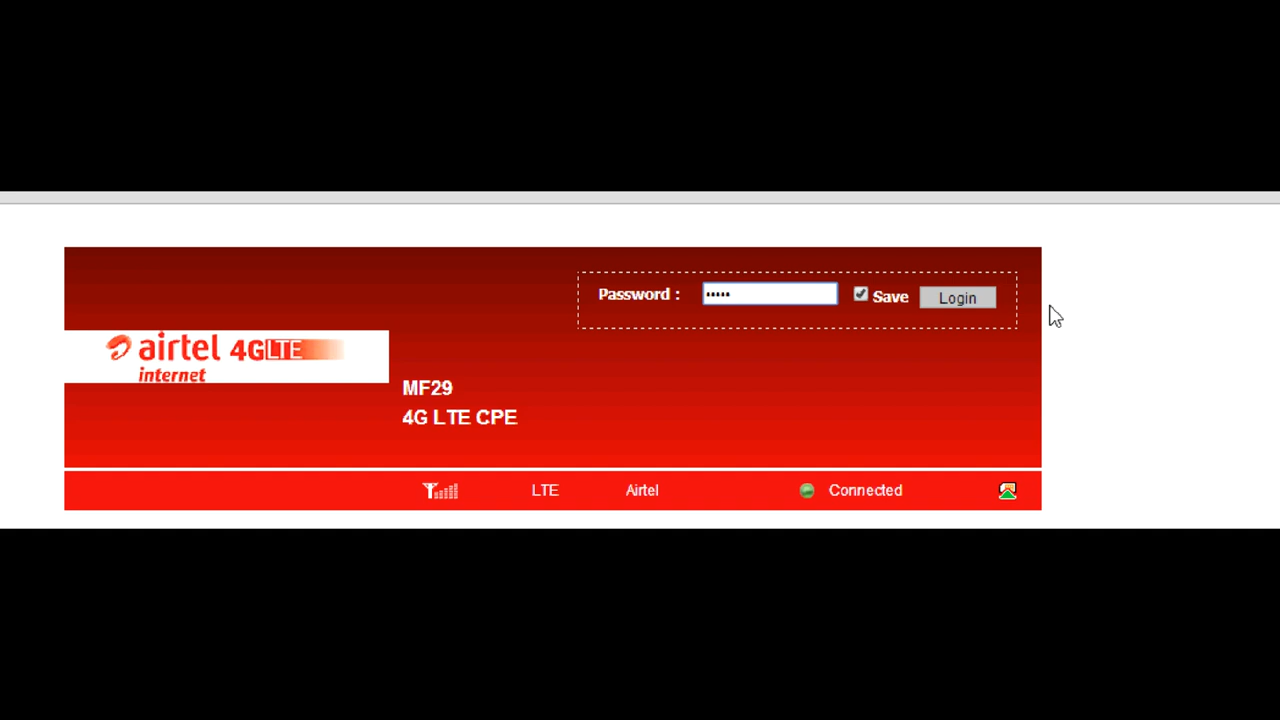 Password : ••••• Save Login
airtel 4G LTE
internet
MF29
4G LTE CPE
LTE Airtel Connected